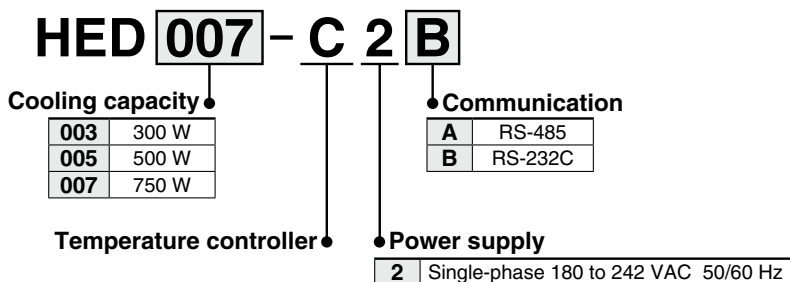 HED 007 - C 2 B
Cooling capacity
003 300 W
005 500 W
007 750 W
Communication
A RS-485
B RS-232C
Temperature controller
Power supply
2 Single-phase 180 to 242 VAC 50/60 Hz